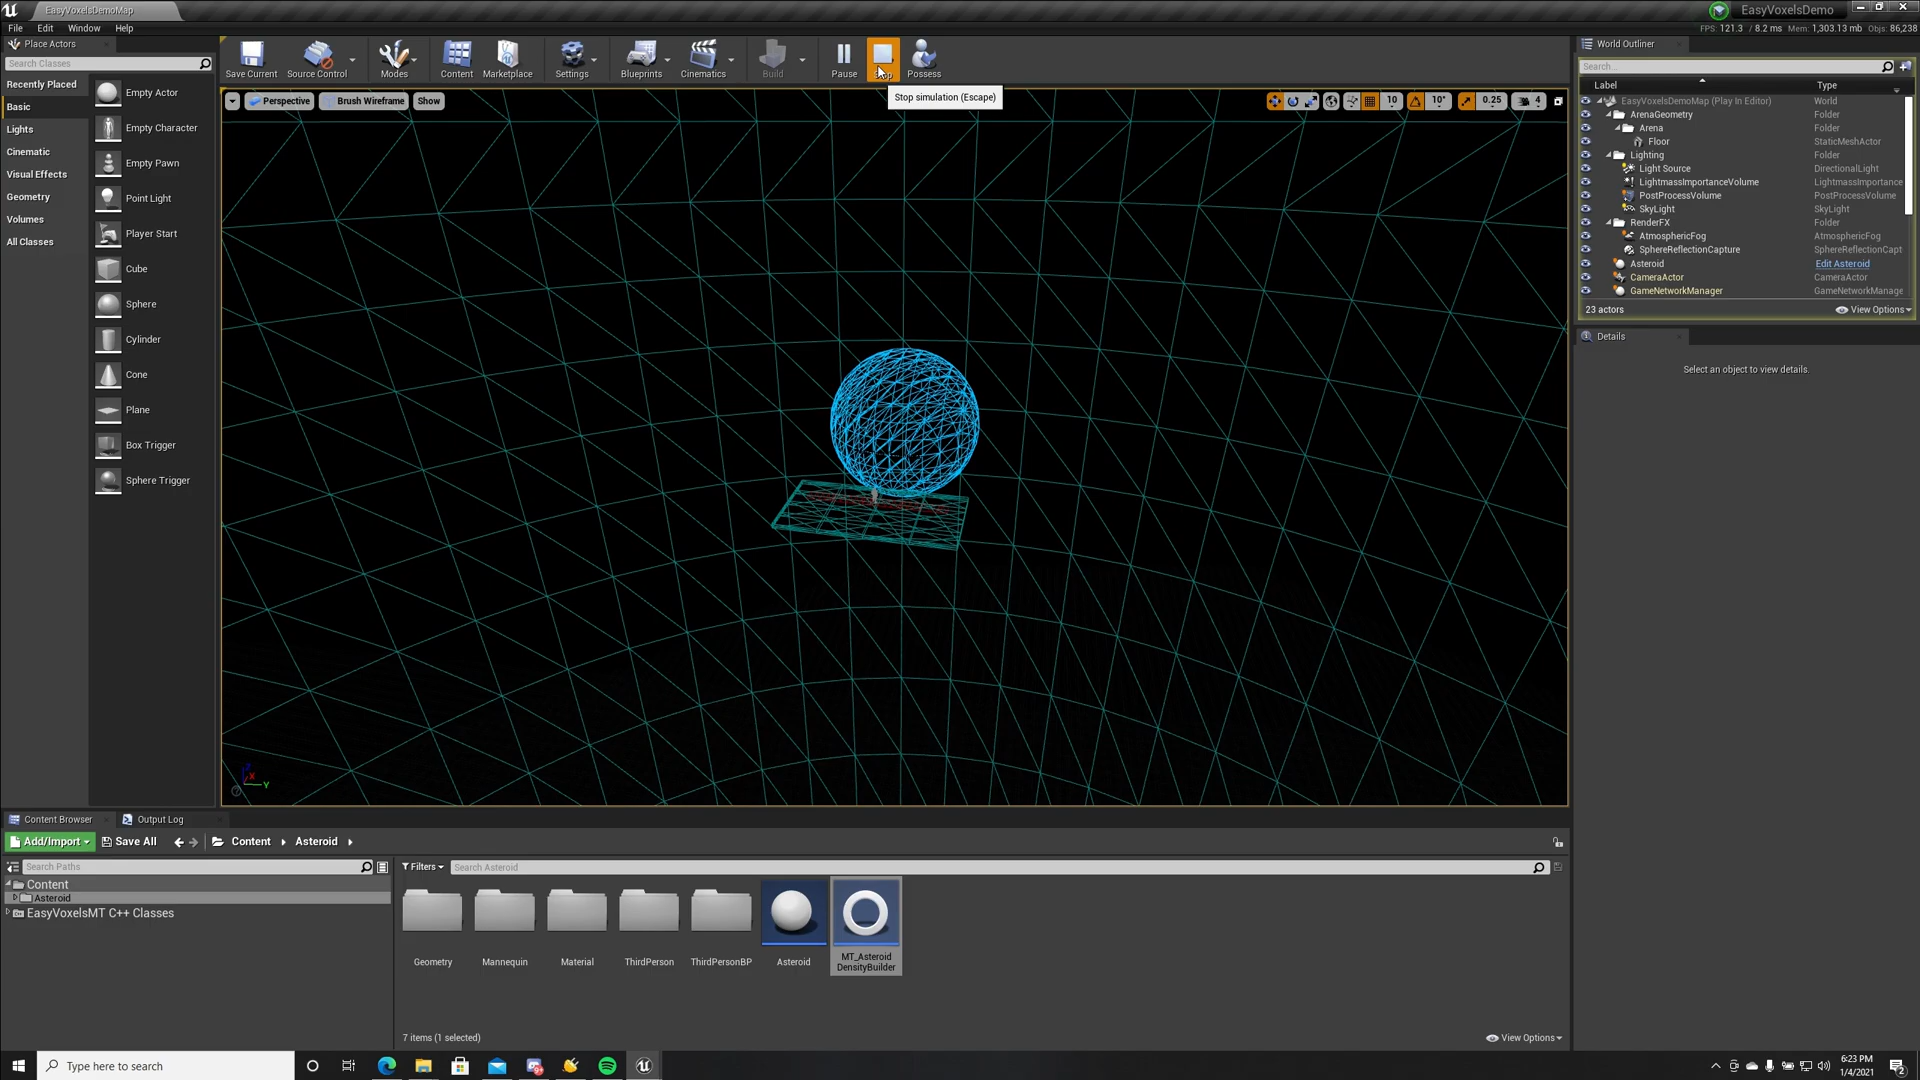 EasyVoxelsDemoMap
EasyVoxelsDemo
File Edit Window Help
FPS: 121.3 / 8.2 ms Mem: 1,303.13 mb Objs: 86,238
Place Actors
Search Classes
Recently Placed
Basic
Lights
Cinematic
Visual Effects
Geometry
Volumes
All Classes
Empty Actor
Empty Character
Empty Pawn
Point Light
Player Start
Cube
Sphere
Cylinder
Cone
Plane
Box Trigger
Sphere Trigger
Save Current Source Control Modes Content Marketplace Settings Blueprints Cinematics Build Pause Stop Possess
Stop simulation (Escape)
Perspective Brush Wireframe Show
10 10° 0.25 4
X Y Z
World Outliner
Search...
Label Type
EasyVoxelsDemoMap (Play In Editor) World
ArenaGeometry Folder
Arena Folder
Floor StaticMeshActor
Lighting Folder
Light Source DirectionalLight
LightmassImportanceVolume LightmassImportance
PostProcessVolume PostProcessVolume
SkyLight SkyLight
RenderFX Folder
AtmosphericFog AtmosphericFog
SphereReflectionCapture SphereReflectionCapt
Asteroid Edit Asteroid
CameraActor CameraActor
GameNetworkManager GameNetworkManage
23 actors View Options
Details
Select an object to view details.
Content Browser Output Log
Add/Import Save All Content Asteroid
Search Paths
Content
Asteroid
EasyVoxelsMT C++ Classes
Filters Search Asteroid
Geometry
Mannequin
Material
ThirdPerson
ThirdPersonBP
Asteroid
MT_Asteroid
DensityBuilder
7 items (1 selected) View Options
Type here to search
6:23 PM
1/4/2021
2